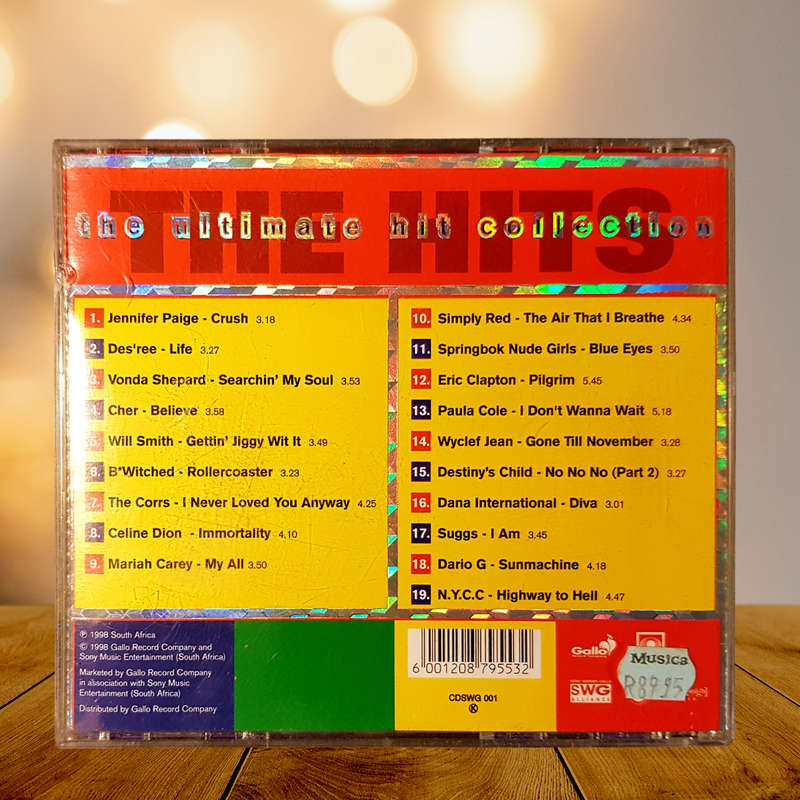 THE HITS
the ultimate hit collection
1. Jennifer Paige - Crush 3.18
2. Des'ree - Life 3.27
3. Vonda Shepard - Searchin' My Soul 3.53
4. Cher - Believe 3.58
5. Will Smith - Gettin' Jiggy Wit It 3.49
6. B*Witched - Rollercoaster 3.23
7. The Corrs - I Never Loved You Anyway 4.25
8. Celine Dion - Immortality 4.10
9. Mariah Carey - My All 3.50
10. Simply Red - The Air That I Breathe 4.34
11. Springbok Nude Girls - Blue Eyes 3.50
12. Eric Clapton - Pilgrim 5.45
13. Paula Cole - I Don't Wanna Wait 5.18
14. Wyclef Jean - Gone Till November 3.28
15. Destiny's Child - No No No (Part 2) 3.27
16. Dana International - Diva 3.01
17. Suggs - I Am 3.45
18. Dario G - Sunmachine 4.18
19. N.Y.C.C - Highway to Hell 4.47
℗ 1998 South Africa
© 1998 Gallo Record Company and
Sony Music Entertainment (South Africa)
Marketed by Gallo Record Company
in association with Sony Music
Entertainment (South Africa)
Distributed by Gallo Record Company
6 001208 795532
CDSWG 001
Ⓚ
Gallo
SWG
ALLIANCE
Musica
R89.95